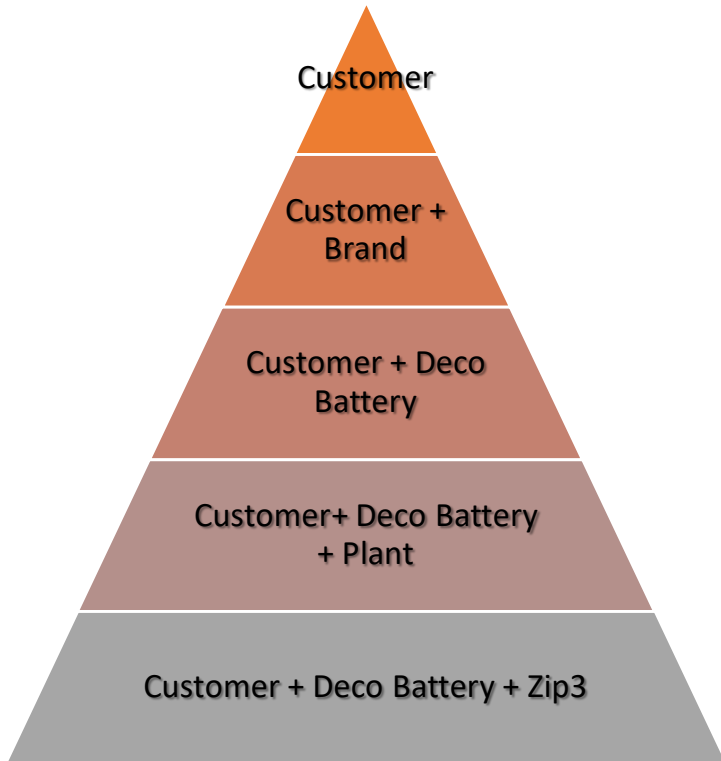 Customer
Customer +
Brand
Customer + Deco
Battery
Customer+ Deco Battery
+ Plant
Customer + Deco Battery + Zip3